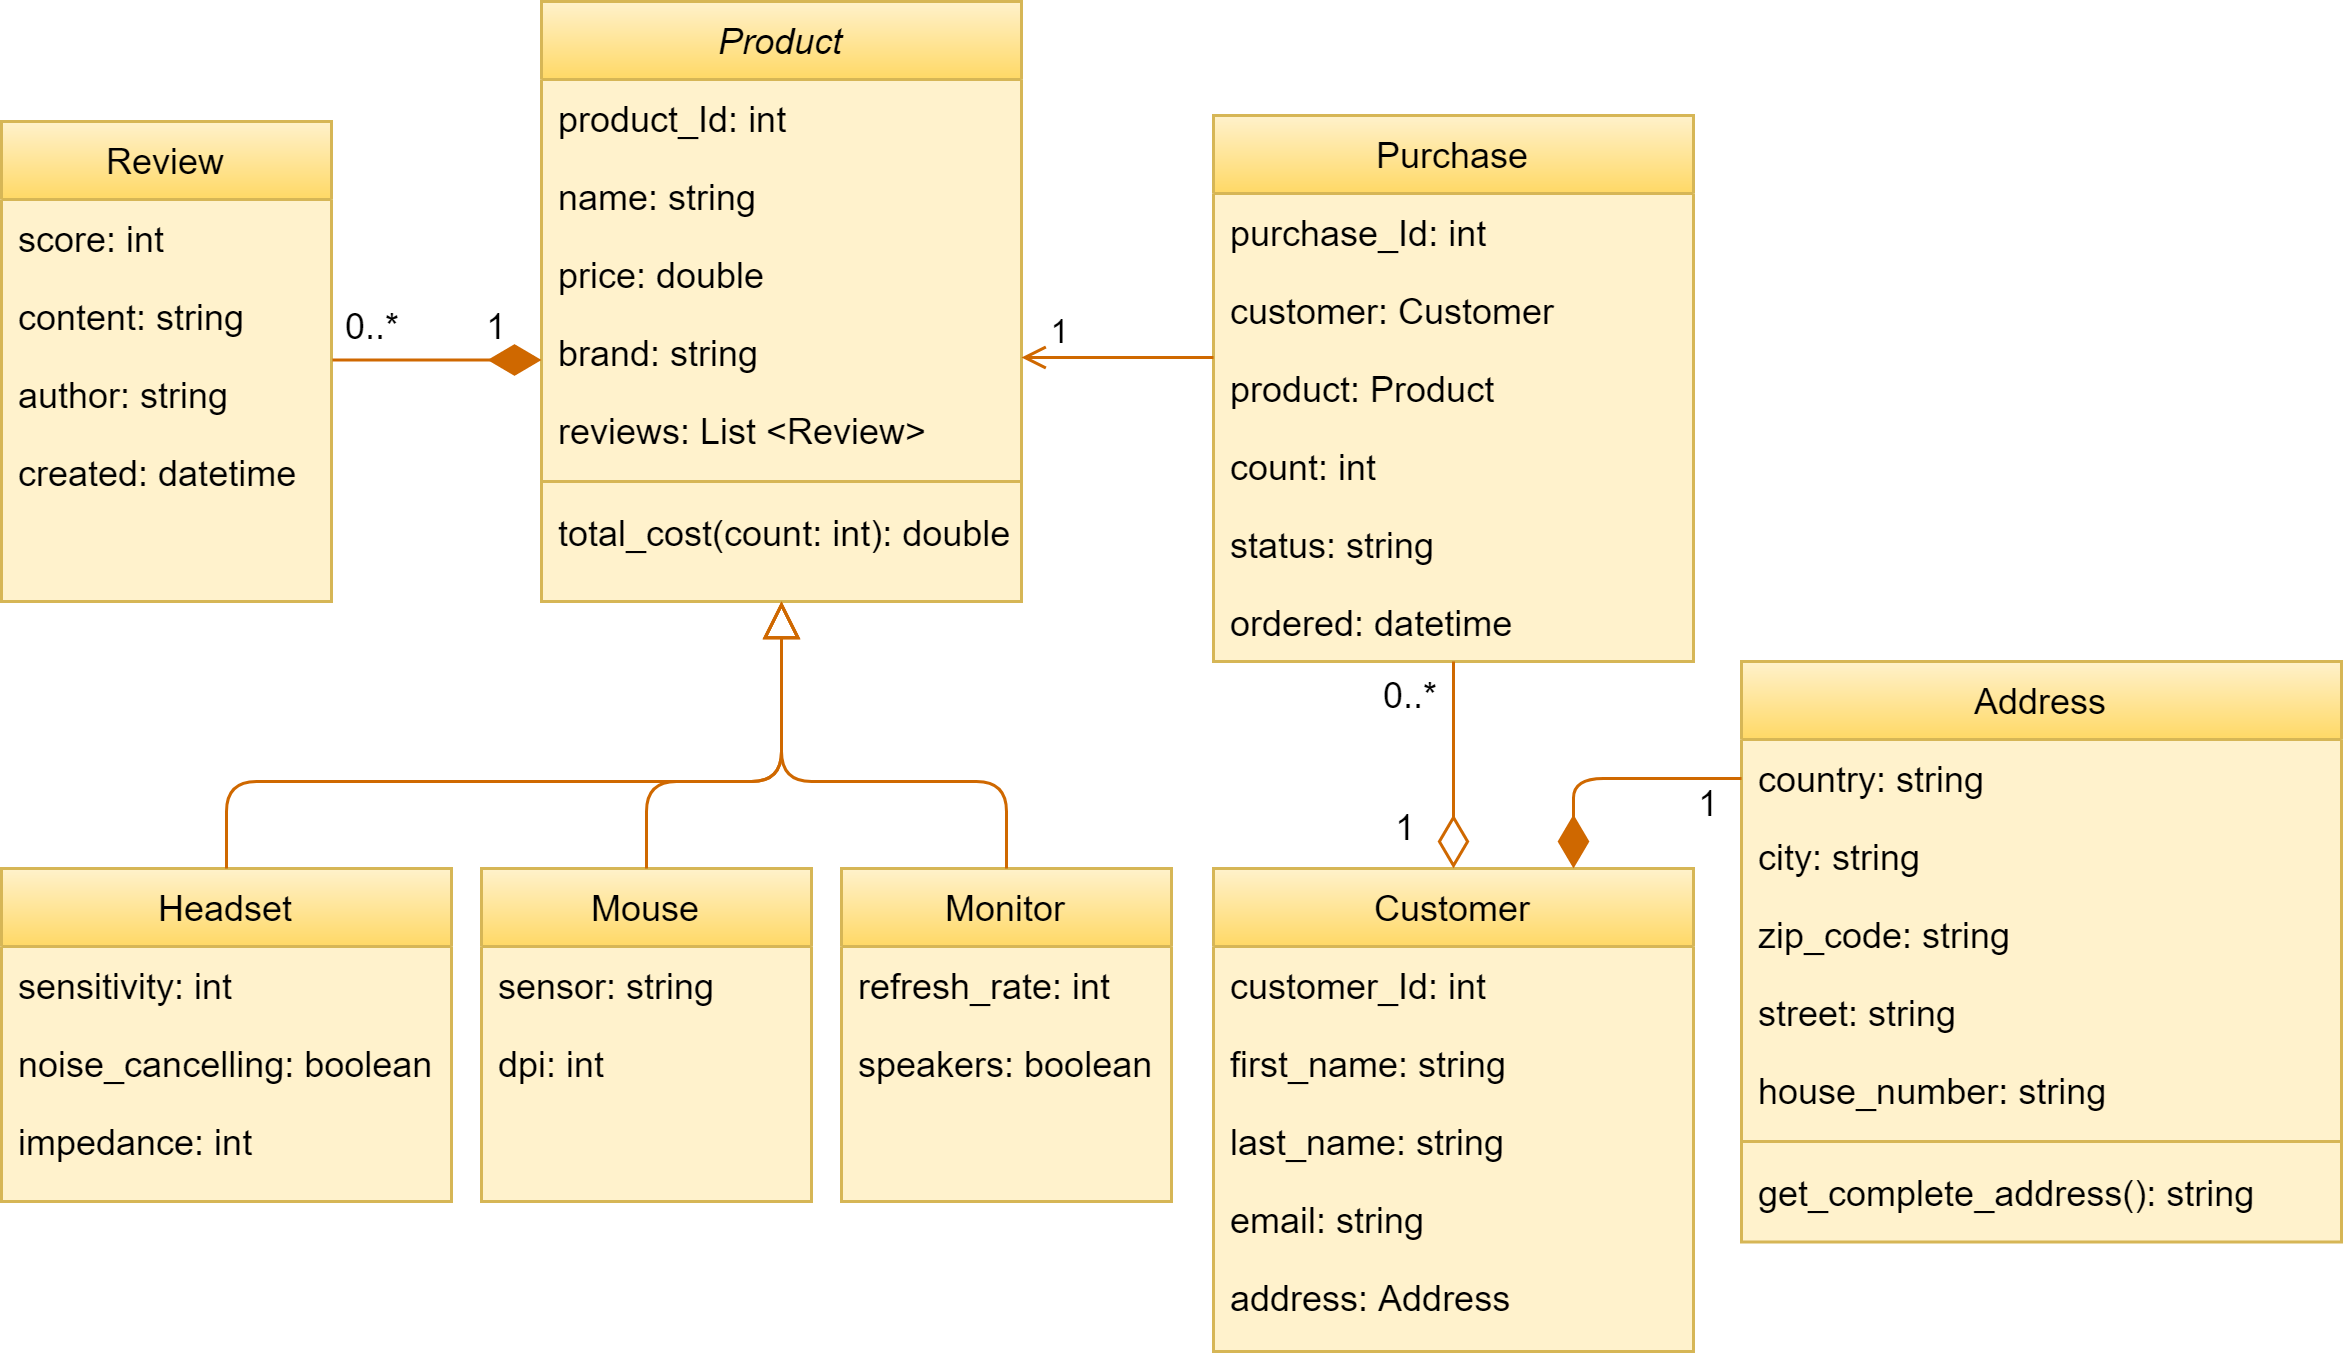 Product
product_Id: int
name: string
price: double
brand: string
reviews: List <Review>
total_cost(count: int): double
Review
score: int
content: string
author: string
created: datetime
0..*
1
1
Purchase
purchase_Id: int
customer: Customer
product: Product
count: int
status: string
ordered: datetime
0..*
1
1
Address
country: string
city: string
zip_code: string
street: string
house_number: string
get_complete_address(): string
Headset
sensitivity: int
noise_cancelling: boolean
impedance: int
Mouse
sensor: string
dpi: int
Monitor
refresh_rate: int
speakers: boolean
Customer
customer_Id: int
first_name: string
last_name: string
email: string
address: Address